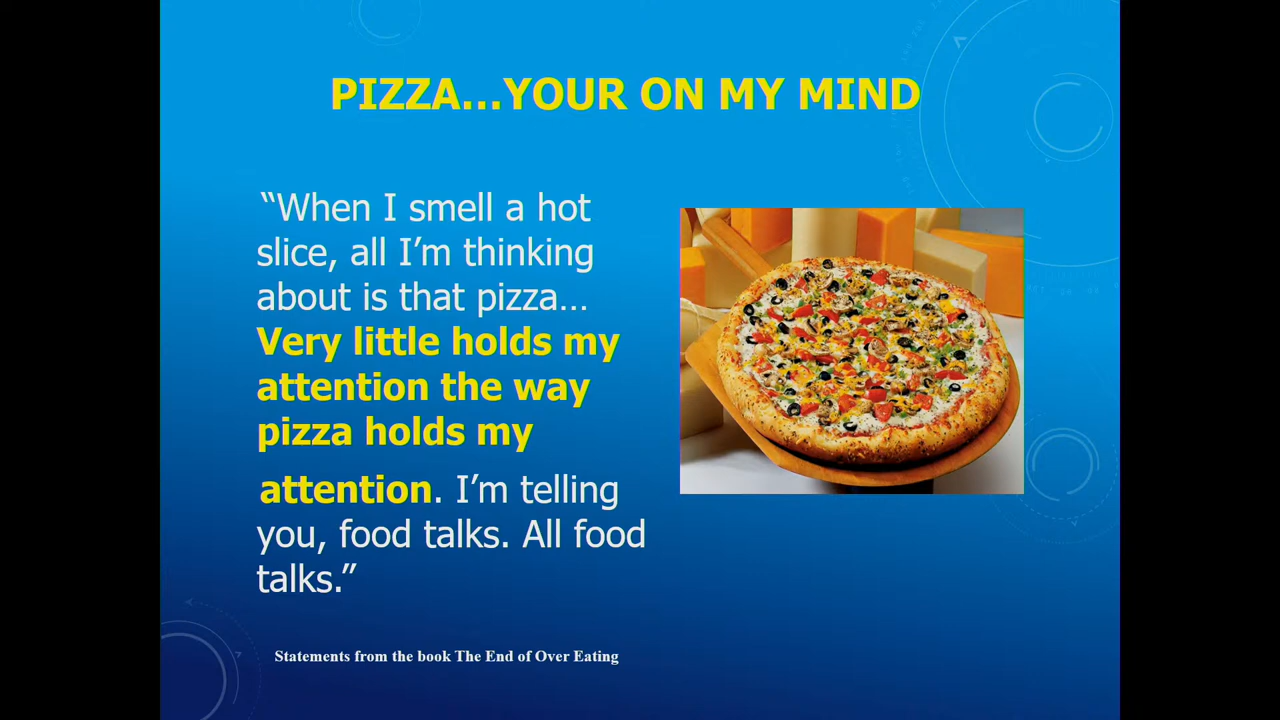 PIZZA...YOUR ON MY MIND
“When I smell a hot
slice, all I’m thinking
about is that pizza...
Very little holds my
attention the way
pizza holds my
attention. I’m telling
you, food talks. All food
talks.”
Statements from the book The End of Over Eating